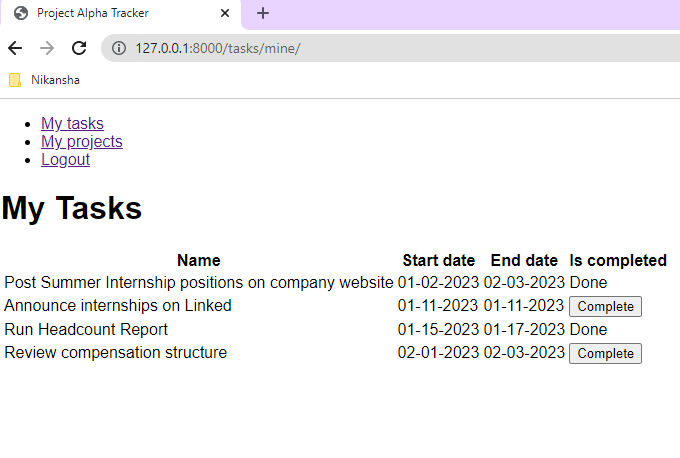 Project Alpha Tracker
127.0.0.1:8000/tasks/mine/
Nikansha
My tasks
My projects
Logout
My Tasks
Name Start date End date Is completed
Post Summer Internship positions on company website 01-02-2023 02-03-2023 Done
Announce internships on Linked 01-11-2023 01-11-2023 Complete
Run Headcount Report 01-15-2023 01-17-2023 Done
Review compensation structure 02-01-2023 02-03-2023 Complete